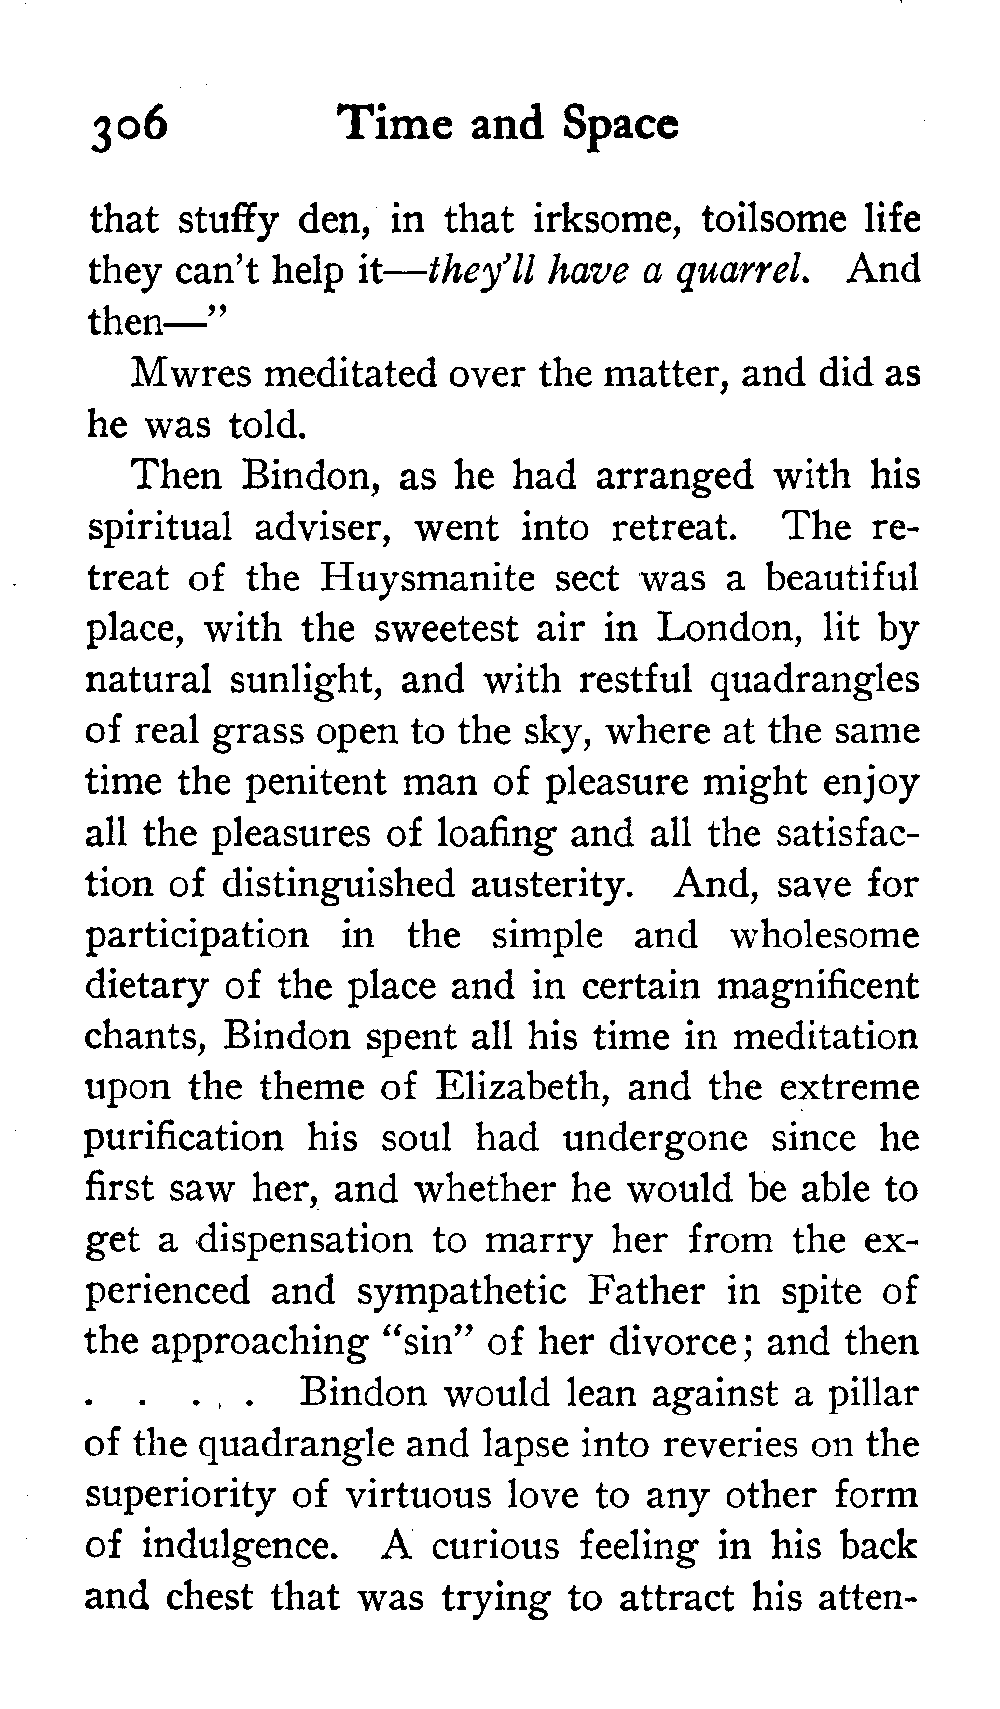 306 Time and Space
that stuffy den, in that irksome, toilsome life
they can't help it—they'll have a quarrel. And
then—"
Mwres meditated over the matter, and did as
he was told.
Then Bindon, as he had arranged with his
spiritual adviser, went into retreat. The re-
treat of the Huysmanite sect was a beautiful
place, with the sweetest air in London, lit by
natural sunlight, and with restful quadrangles
of real grass open to the sky, where at the same
time the penitent man of pleasure might enjoy
all the pleasures of loafing and all the satisfac-
tion of distinguished austerity. And, save for
participation in the simple and wholesome
dietary of the place and in certain magnificent
chants, Bindon spent all his time in meditation
upon the theme of Elizabeth, and the extreme
purification his soul had undergone since he
first saw her, and whether he would be able to
get a dispensation to marry her from the ex-
perienced and sympathetic Father in spite of
the approaching "sin" of her divorce; and then
. . . . Bindon would lean against a pillar
of the quadrangle and lapse into reveries on the
superiority of virtuous love to any other form
of indulgence. A curious feeling in his back
and chest that was trying to attract his atten-